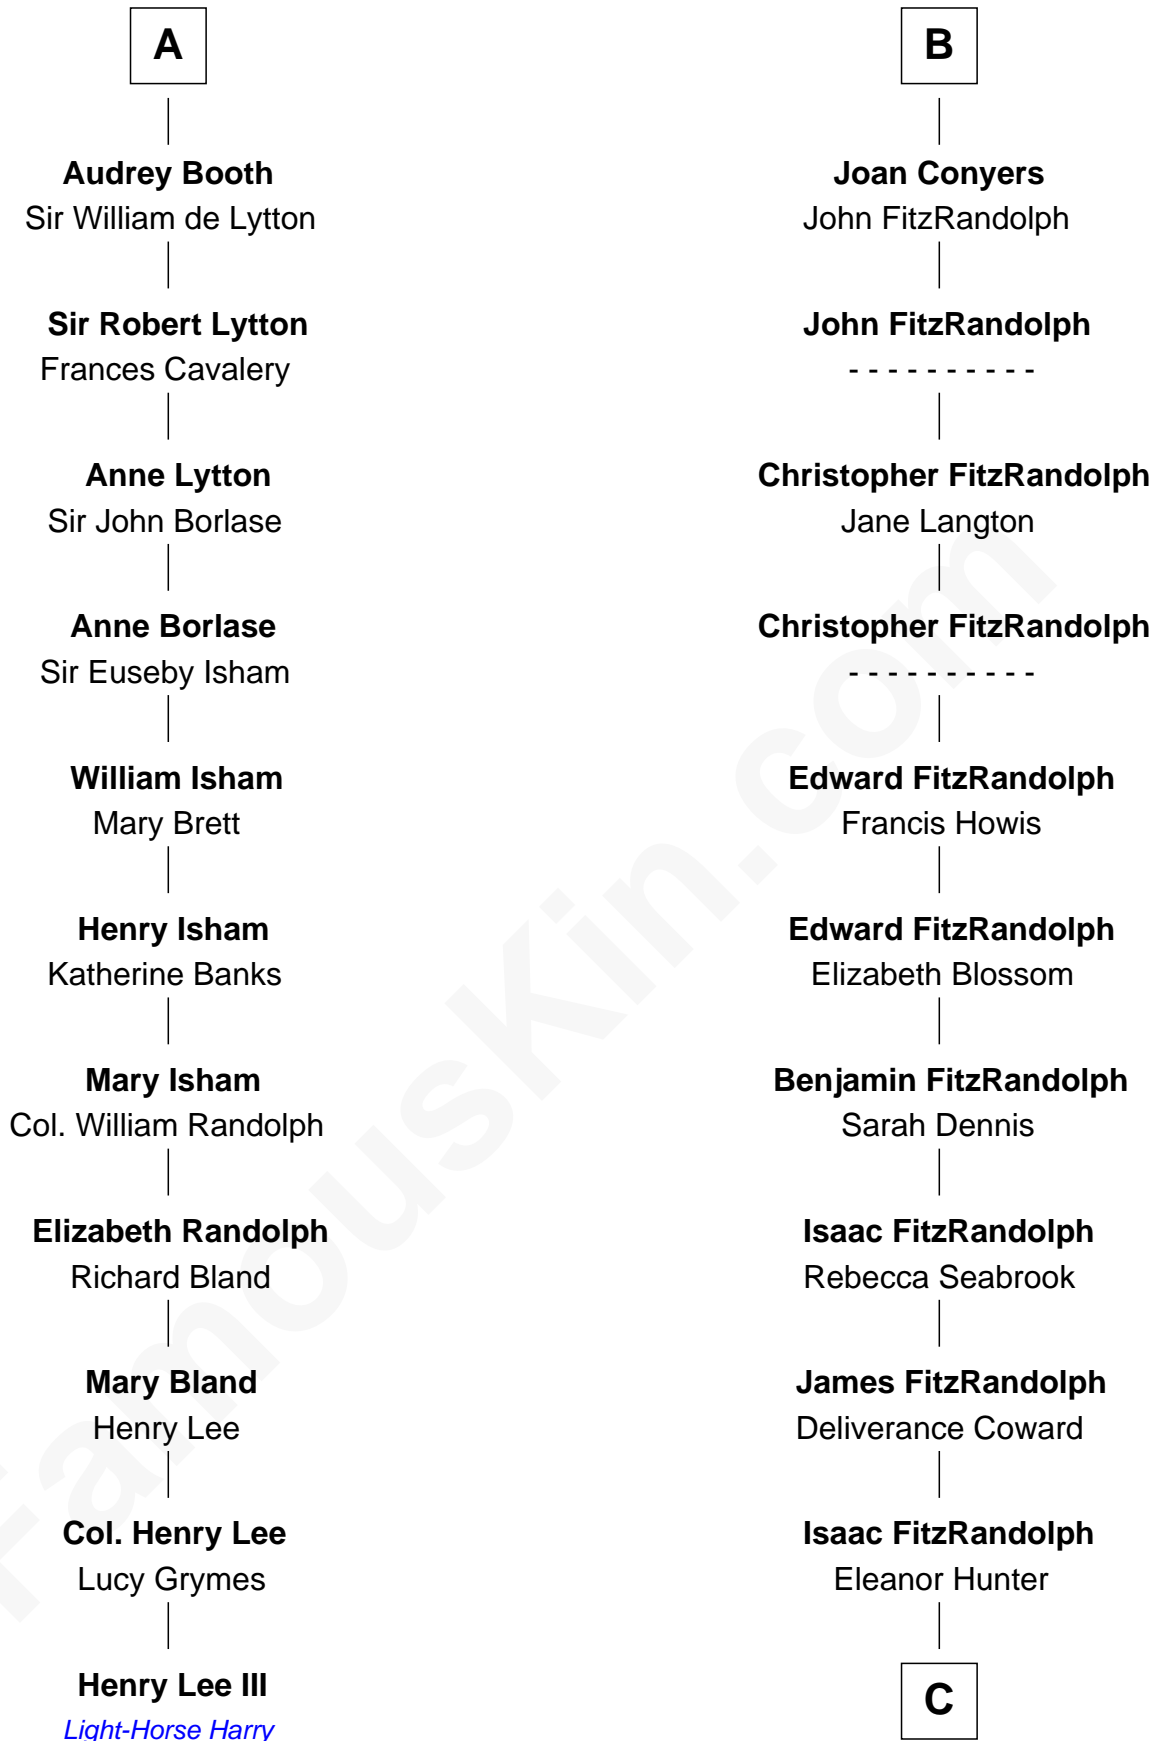 A
Audrey Booth
Sir William de Lytton
Sir Robert Lytton
Frances Cavalery
Anne Lytton
Sir John Borlase
Anne Borlase
Sir Euseby Isham
William Isham
Mary Brett
Henry Isham
Katherine Banks
Mary Isham
Col. William Randolph
Elizabeth Randolph
Richard Bland
Mary Bland
Henry Lee
Col. Henry Lee
Lucy Grymes
Henry Lee III
Light-Horse Harry
B
Joan Conyers
John FitzRandolph
John FitzRandolph
- - - - - - - - - -
Christopher FitzRandolph
Jane Langton
Christopher FitzRandolph
- - - - - - - - - -
Edward FitzRandolph
Francis Howis
Edward FitzRandolph
Elizabeth Blossom
Benjamin FitzRandolph
Sarah Dennis
Isaac FitzRandolph
Rebecca Seabrook
James FitzRandolph
Deliverance Coward
Isaac FitzRandolph
Eleanor Hunter
C
FamousKin.com